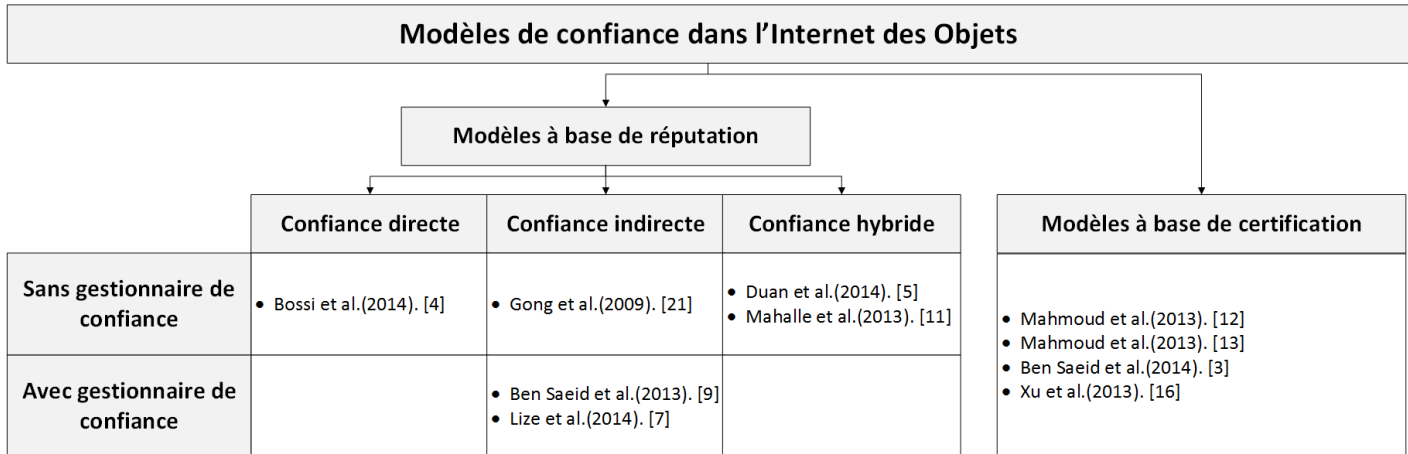 Modèles de confiance dans l'Internet des Objets
Modèles à base de réputation
Confiance directe
Confiance indirecte
Confiance hybride
Modèles à base de certification
Sans gestionnaire de
confiance
• Bossi et al.(2014). [4]
• Gong et al.(2009). [21]
• Duan et al.(2014). [5]
• Mahalle et al.(2013). [11]
Avec gestionnaire de
confiance
• Ben Saeid et al.(2013). [9]
• Lize et al.(2014). [7]
• Mahmoud et al.(2013). [12]
• Mahmoud et al.(2013). [13]
• Ben Saeid et al.(2014). [3]
• Xu et al.(2013). [16]